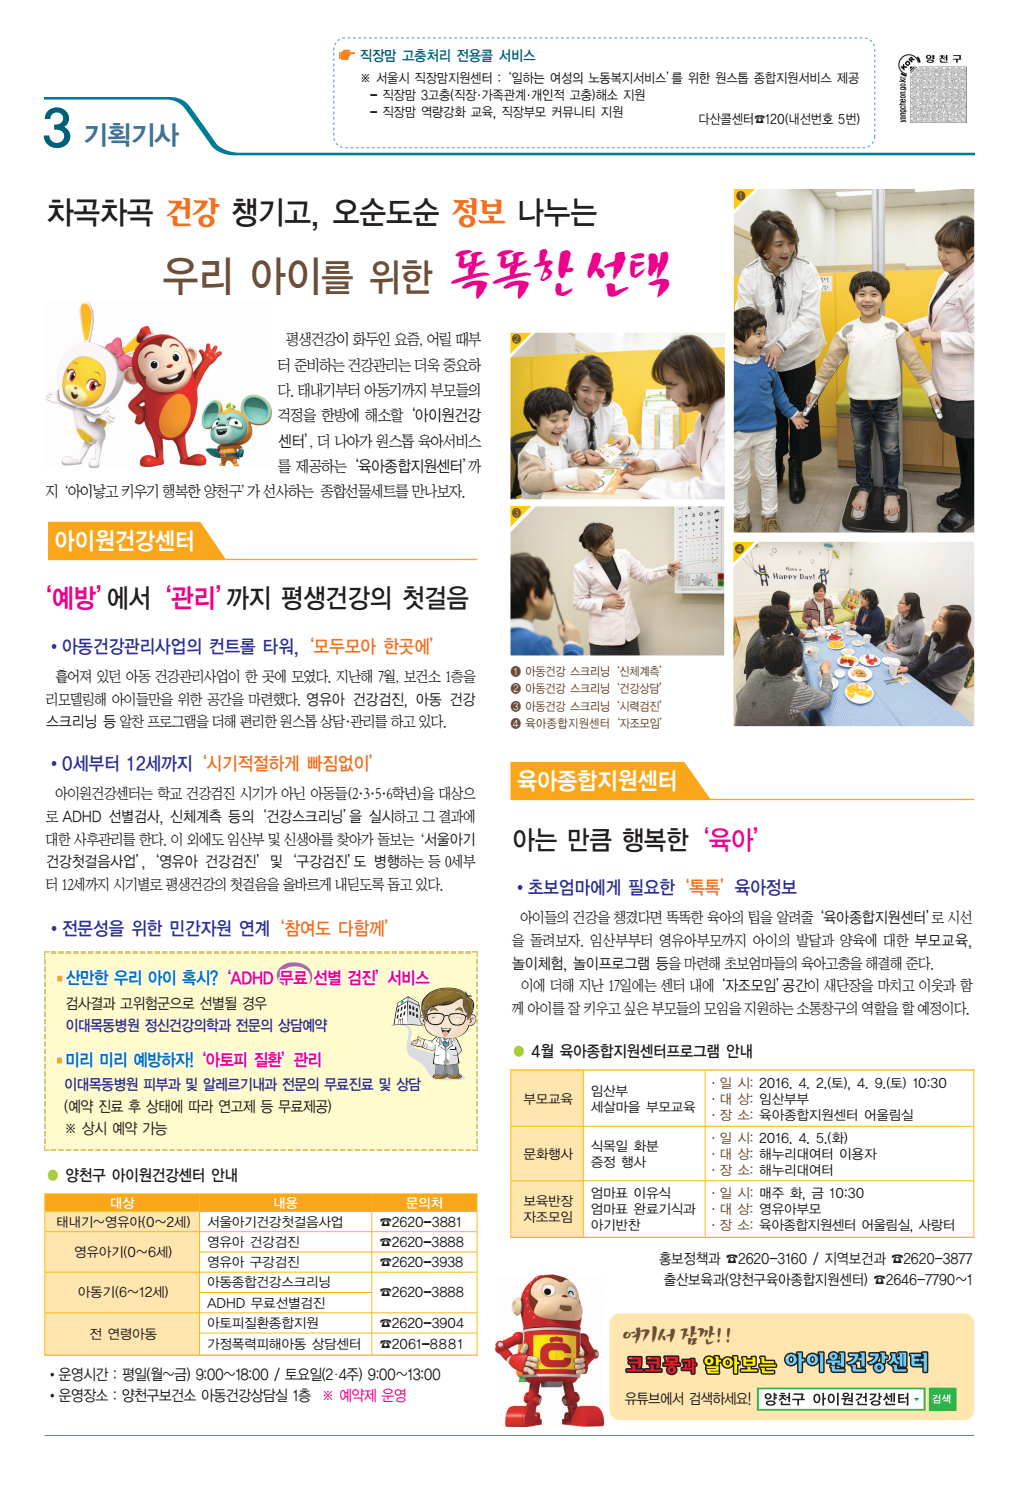 직장맘 고충처리 전용콜 서비스
※ 서울시 직장맘지원센터 : ‘일하는 여성의 노동복지서비스’를 위한 원스톱 종합지원서비스 제공
- 직장맘 3고충(직장·가족관계·개인적 고충)해소 지원
- 직장맘 역량강화 교육, 직장부모 커뮤니티 지원
다산콜센터☎120(내선번호 5번)
양천구
3 기획기사
차곡차곡 건강 챙기고, 오순도순 정보 나누는
우리 아이를 위한 똑똑한 선택
평생건강이 화두인 요즘, 어릴 때부
터 준비하는 건강관리는 더욱 중요하
다. 태내기부터 아동기까지 부모들의
걱정을 한방에 해소할 ‘아이원건강
센터’, 더 나아가 원스톱 육아서비스
를 제공하는 ‘육아종합지원센터’까
지 ‘아이낳고 키우기 행복한 양천구’가 선사하는 종합선물세트를 만나보자.
아이원건강센터
‘예방’에서 ‘관리’까지 평생건강의 첫걸음
• 아동건강관리사업의 컨트롤 타워, ‘모두모아 한곳에’
흩어져 있던 아동 건강관리사업이 한 곳에 모였다. 지난해 7월, 보건소 1층을
리모델링해 아이들만을 위한 공간을 마련했다. 영유아 건강검진, 아동 건강
스크리닝 등 알찬 프로그램을 더해 편리한 원스톱 상담·관리를 하고 있다.
• 0세부터 12세까지 ‘시기적절하게 빠짐없이’
아이원건강센터는 학교 건강검진 시기가 아닌 아동들(2·3·5·6학년)을 대상으
로 ADHD 선별검사, 신체계측 등의 ‘건강스크리닝’을 실시하고 그 결과에
대한 사후관리를 한다. 이 외에도 임산부 및 신생아를 찾아가 돌보는 ‘서울아기
건강첫걸음사업’, ‘영유아 건강검진’ 및 ‘구강검진’도 병행하는 등 0세부
터 12세까지 시기별로 평생건강의 첫걸음을 올바르게 내딛도록 돕고 있다.
• 전문성을 위한 민간자원 연계 ‘참여도 다함께’
산만한 우리 아이 혹시? ‘ADHD 무료 선별 검진’ 서비스
검사결과 고위험군으로 선별될 경우
이대목동병원 정신건강의학과 전문의 상담예약
미리 미리 예방하자! ‘아토피 질환’ 관리
이대목동병원 피부과 및 알레르기내과 전문의 무료진료 및 상담
(예약 진료 후 상태에 따라 연고제 등 무료제공)
※ 상시 예약 가능
● 양천구 아이원건강센터 안내
대상 내용 문의처
태내기~영유아(0~2세) 서울아기건강첫걸음사업 ☎2620-3881
영유아기(0~6세) 영유아 건강검진 ☎2620-3888
영유아 구강검진 ☎2620-3938
아동기(6~12세) 아동종합건강스크리닝 ☎2620-3888
ADHD 무료선별검진
전 연령아동 아토피질환종합지원 ☎2620-3904
가정폭력피해아동 상담센터 ☎2061-8881
• 운영시간 : 평일(월~금) 9:00~18:00 / 토요일(2·4주) 9:00~13:00
• 운영장소 : 양천구보건소 아동건강상담실 1층 ※ 예약제 운영
❶
❷
❸
❹
Have a
Happy Day!
❶ 아동건강 스크리닝 ‘신체계측’
❷ 아동건강 스크리닝 ‘건강상담’
❸ 아동건강 스크리닝 ‘시력검진’
❹ 육아종합지원센터 ‘자조모임’
육아종합지원센터
아는 만큼 행복한 ‘육아’
• 초보엄마에게 필요한 ‘톡톡’ 육아정보
아이들의 건강을 챙겼다면 똑똑한 육아의 팁을 알려줄 ‘육아종합지원센터’로 시선
을 돌려보자. 임산부부터 영유아부모까지 아이의 발달과 양육에 대한 부모교육,
놀이체험, 놀이프로그램 등을 마련해 초보엄마들의 육아고충을 해결해 준다.
이에 더해 지난 17일에는 센터 내에 ‘자조모임’ 공간이 새단장을 마치고 이웃과 함
께 아이를 잘 키우고 싶은 부모들의 모임을 지원하는 소통창구의 역할을 할 예정이다.
● 4월 육아종합지원센터프로그램 안내
부모교육 임산부 세살마을 부모교육
· 일 시: 2016. 4. 2.(토), 4. 9.(토) 10:30
· 대 상: 임산부부
· 장 소: 육아종합지원센터 어울림실
문화행사 식목일 화분 증정 행사
· 일 시: 2016. 4. 5.(화)
· 대 상: 해누리대여터 이용자
· 장 소: 해누리대여터
보육반장 자조모임 엄마표 이유식 엄마표 완료기식과 아기반찬
· 일 시: 매주 화, 금 10:30
· 대 상: 영유아부모
· 장 소: 육아종합지원센터 어울림실, 사랑터
홍보정책과 ☎2620-3160 / 지역보건과 ☎2620-3877
출산보육과(양천구육아종합지원센터) ☎2646-7790~1
여기서 잠깐!!
코코몽과 알아보는 아이원건강센터
유튜브에서 검색하세요! 양천구 아이원건강센터 검색